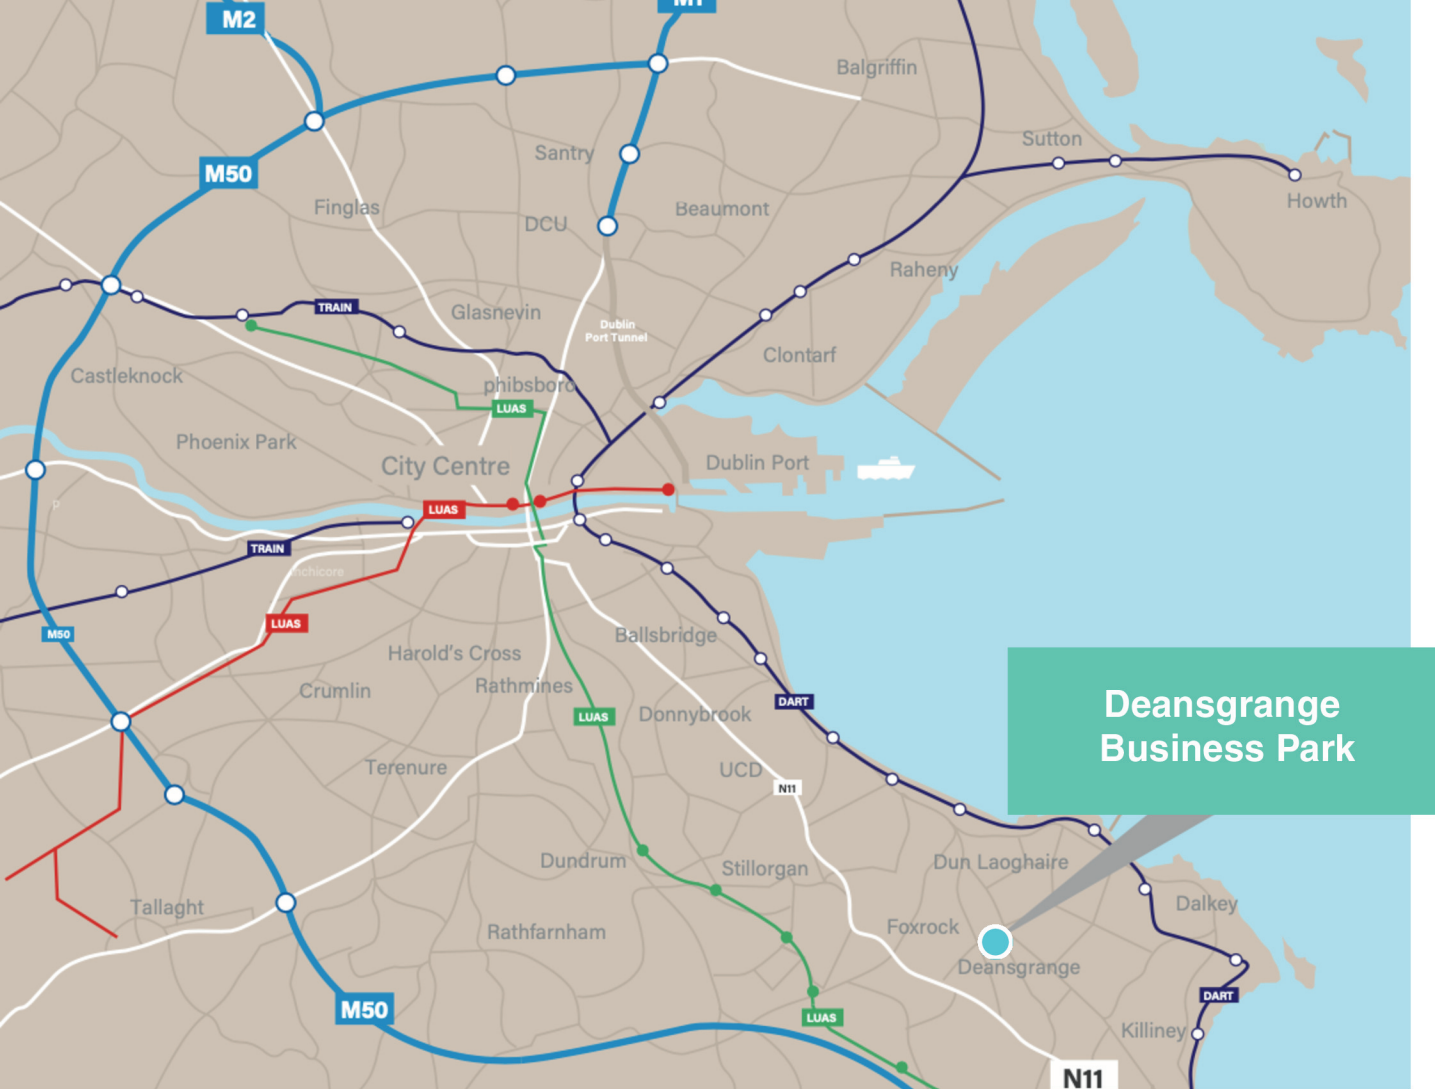 M2
M1
Balgriffin
Sutton
Santry
M50
Howth
Finglas
DCU
Beaumont
Raheny
TRAIN
Glasnevin
Dublin
Port Tunnel
Clontarf
Castleknock
phibsboro
LUAS
Phoenix Park
City Centre
Dublin Port
LUAS
TRAIN
LUAS
M50
Ballsbridge
Harold's Cross
Rathmines
Crumlin
DART
LUAS
Donnybrook
Deansgrange
Business Park
Terenure
UCD
N11
Dundrum
Stillorgan
Dun Laoghaire
Tallaght
Dalkey
Rathfarnham
Foxrock
Deansgrange
DART
M50
LUAS
Killiney
N11